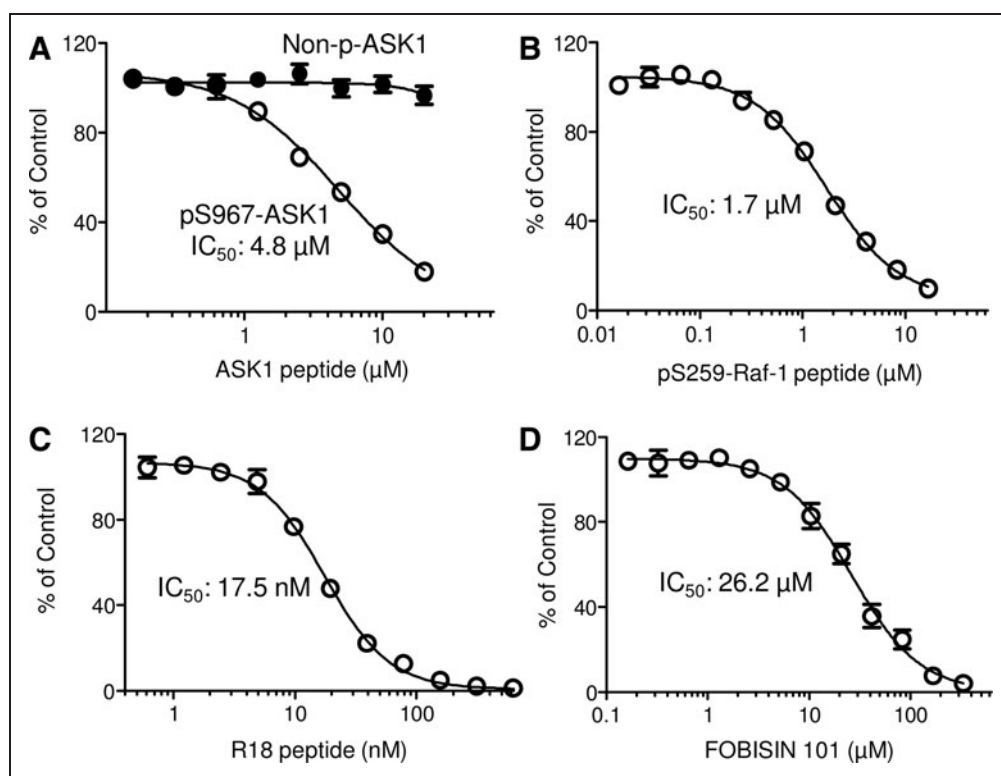 A
120
80
40
0
% of Control
Non-p-ASK1
pS967-ASK1
IC50: 4.8 µM
1
10
ASK1 peptide (µM)
B
120
80
40
0
% of Control
IC50: 1.7 µM
0.01
0.1
1
10
pS259-Raf-1 peptide (µM)
C
120
80
40
0
% of Control
IC50: 17.5 nM
1
10
100
R18 peptide (nM)
D
120
80
40
0
% of Control
IC50: 26.2 µM
0.1
1
10
100
FOBISIN 101 (µM)